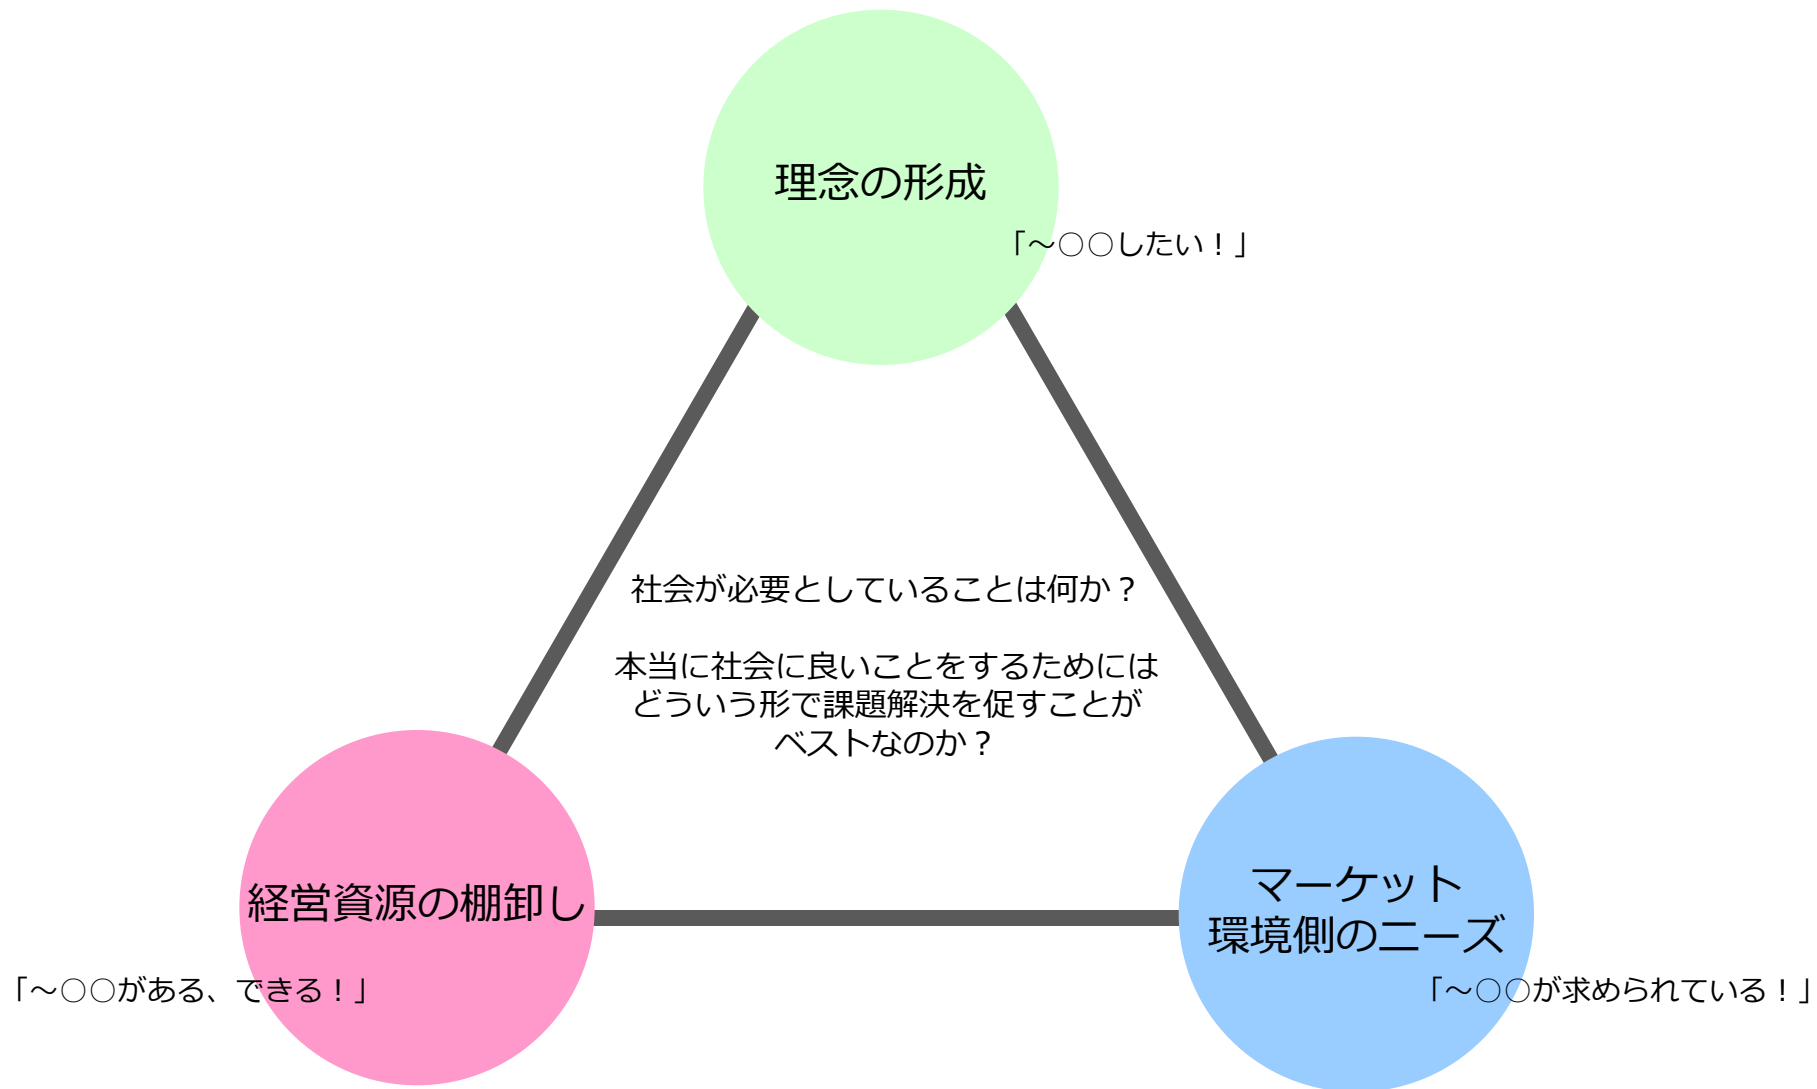 理念の形成
「～○○したい！」
社会が必要としていることは何か？
本当に社会に良いことをするためには
どういう形で課題解決を促すことが
ベストなのか？
経営資源の棚卸し
「～○○がある、できる！」
マーケット
環境側のニーズ
「～○○が求められている！」